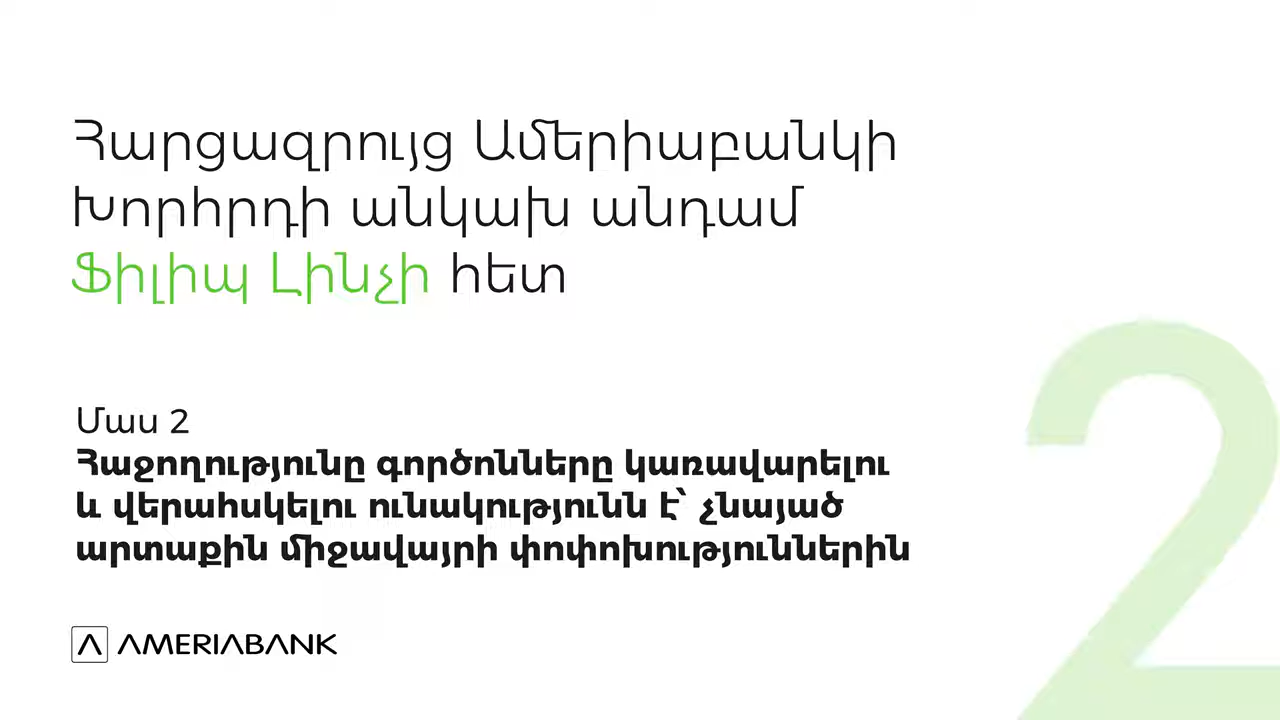 Հարցազրույց Ամերիաբանկի
Խորհրդի անկախ անդամ
Ֆիլիպ Լինչի հետ
Մաս 2
Հաջողությունը գործոնները կառավարելու
և վերահսկելու ունակությունն է՝ չնայած
արտաքին միջավայրի փոփոխություններին
AMERIABANK
2